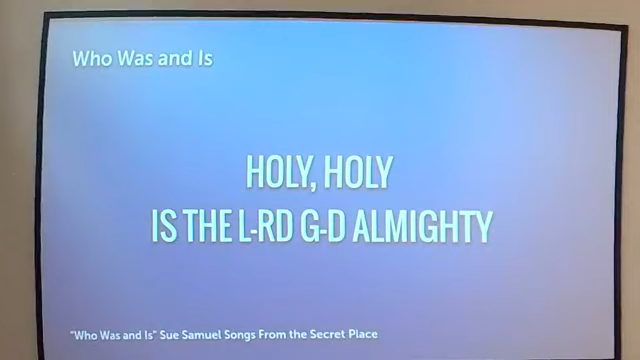 Who Was and Is
HOLY, HOLY
IS THE L-RD G-D ALMIGHTY
"Who Was and Is" Sue Samuel Songs From the Secret Place